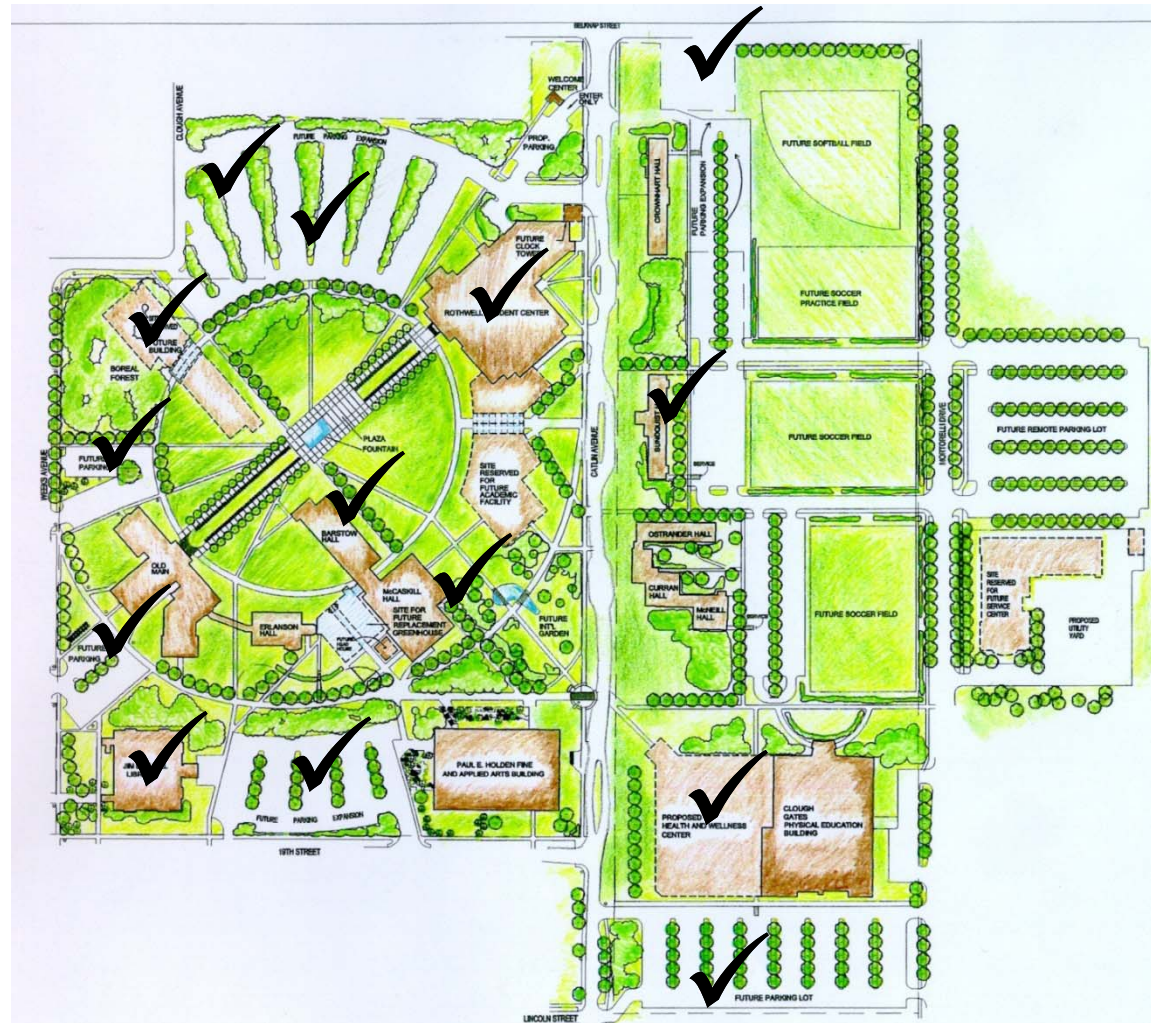 BELKNAP STREET
WELCOME
CENTER
ENTER
ONLY
CLOUGH AVENUE
FUTURE PARKING EXPANSION
PROP.
PARKING
CROWNHART HALL
FUTURE
PARKING EXPANSION
FUTURE SOFTBALL FIELD
FUTURE
CLOCK
TOWER
FUTURE SOCCER
PRACTICE FIELD
FUTURE
BUILDING
BOREAL
FOREST
PLAZA
FOUNTAIN
CATLIN AVENUE
FUTURE SOCCER FIELD
HORTORELLI DRIVE
FUTURE REMOTE PARKING LOT
WEEKS AVENUE
FUTURE
PARKING
SERVICE
SITE
RESERVED
FOR
FUTURE
ACADEMIC
FACILITY
BARSTOW
HALL
OSTRANDER HALL
OLD
MAIN
McCASKILL
HALL
SITE FOR
FUTURE
REPLACEMENT
GREENHOUSE
CURRAN
HALL
McNEILL
HALL
SERVICE
SITE
RESERVED
FOR
FUTURE
SERVICE
CENTER
ERLANSON
HALL
FUTURE
INT'L
GARDEN
FUTURE SOCCER FIELD
PROPOSED
UTILITY
YARD
FUTURE
PARKING
PAUL E. HOLDEN FINE
AND APPLIED ARTS BUILDING
PROPOSED
HEALTH AND WELLNESS
CENTER
CLOUGH
GATES
PHYSICAL EDUCATION
BUILDING
FUTURE PARKING EXPANSION
19TH STREET
FUTURE PARKING LOT
LINCOLN STREET